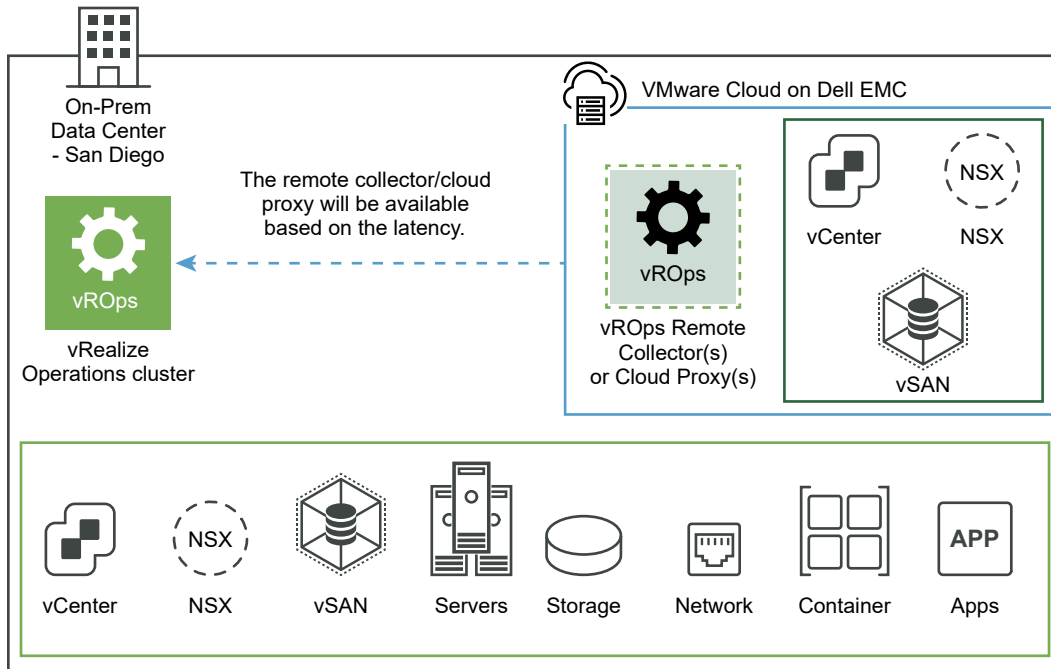 On-Prem
Data Center
- San Diego
VMware Cloud on Dell EMC
The remote collector/cloud
proxy will be available
based on the latency.
vROps
vRealize
Operations cluster
vROps
vROps Remote
Collector(s)
or Cloud Proxy(s)
vCenter
NSX
NSX
vSAN
vCenter
NSX
NSX
vSAN
Servers
Storage
Network
Container
APP
Apps